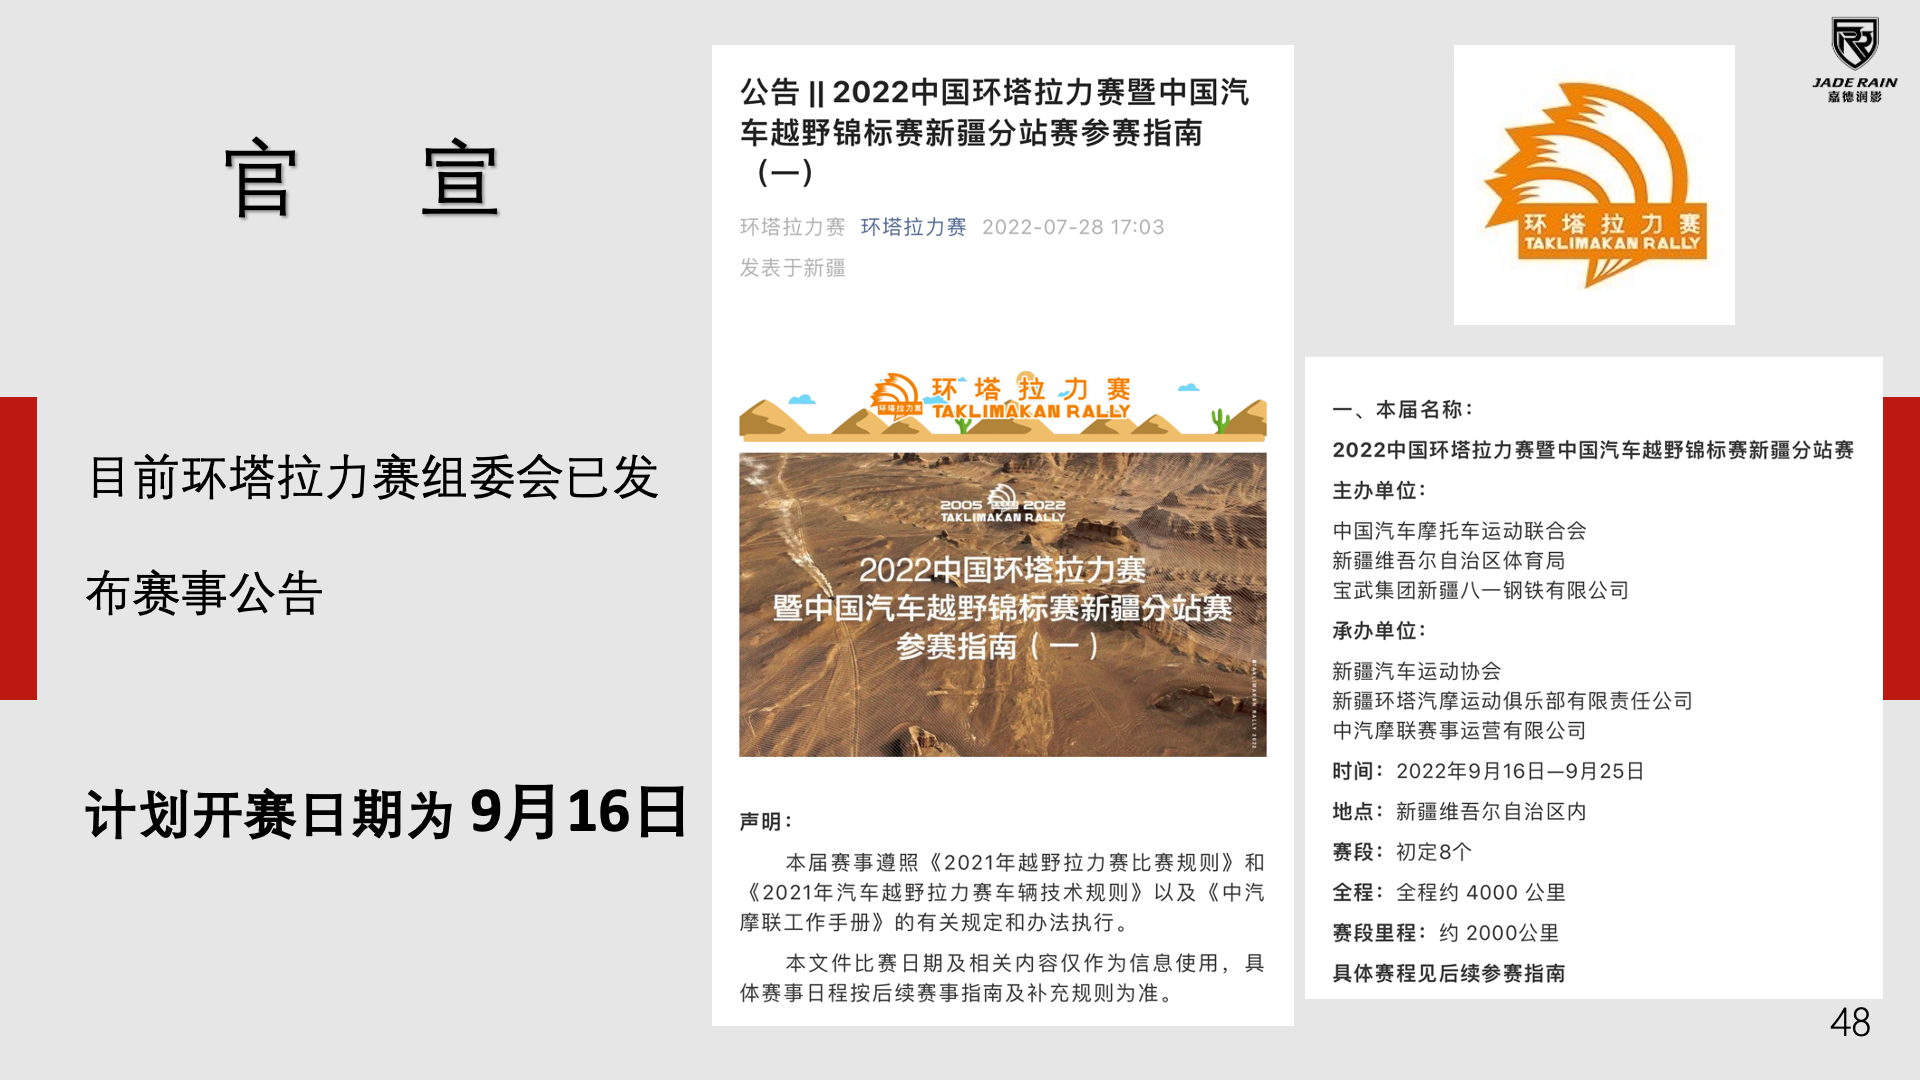 官 宣
目前环塔拉力赛组委会已发
布赛事公告
计划开赛日期为 9月16日
公告 || 2022中国环塔拉力赛暨中国汽
车越野锦标赛新疆分站赛参赛指南
（一）
环塔拉力赛 环塔拉力赛 2022-07-28 17:03
发表于新疆
环塔拉力赛
环 塔 拉 力 赛
TAKLIMAKAN RALLY
2005 2022
TAKLIMAKAN RALLY
2022中国环塔拉力赛
暨中国汽车越野锦标赛新疆分站赛
参赛指南（一）
声明：
本届赛事遵照《2021年越野拉力赛比赛规则》和
《2021年汽车越野拉力赛车辆技术规则》以及《中汽
摩联工作手册》的有关规定和办法执行。
本文件比赛日期及相关内容仅作为信息使用，具
体赛事日程按后续赛事指南及补充规则为准。
环 塔 拉 力 赛
TAKLIMAKAN RALLY
JADE RAIN
嘉德润影
一、本届名称：
2022中国环塔拉力赛暨中国汽车越野锦标赛新疆分站赛
主办单位：
中国汽车摩托车运动联合会
新疆维吾尔自治区体育局
宝武集团新疆八一钢铁有限公司
承办单位：
新疆汽车运动协会
新疆环塔汽摩运动俱乐部有限责任公司
中汽摩联赛事运营有限公司
时间：2022年9月16日—9月25日
地点：新疆维吾尔自治区内
赛段：初定8个
全程：全程约 4000 公里
赛段里程：约 2000公里
具体赛程见后续参赛指南
48